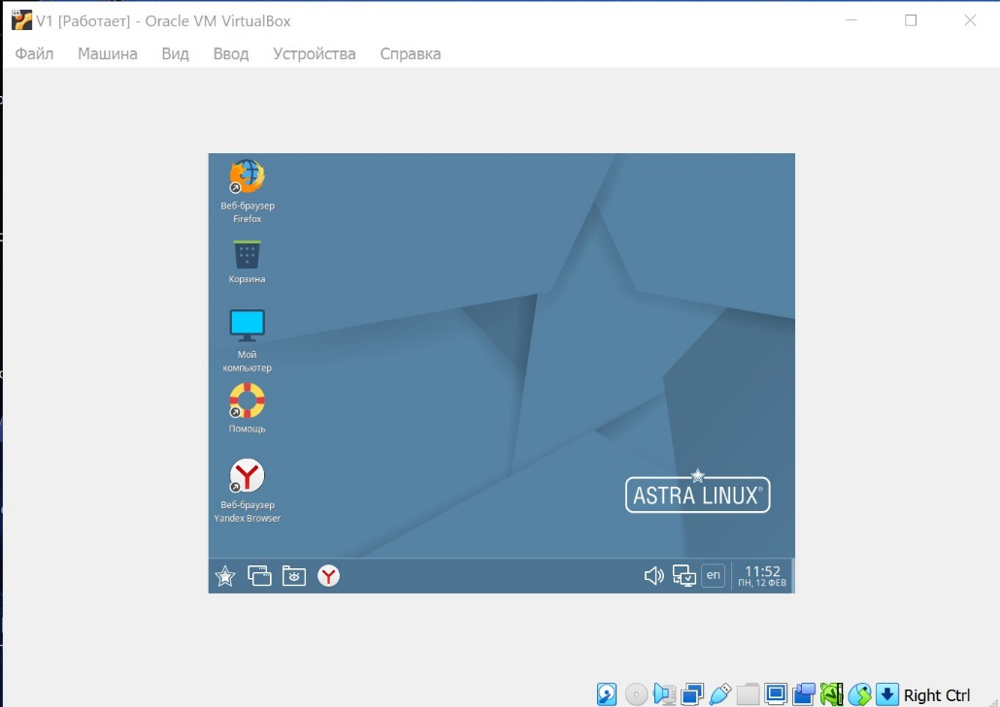 V1 [Работает] - Oracle VM VirtualBox
Файл Машина Вид Ввод Устройства Справка
Веб-браузер
Firefox
Корзина
Мой
компьютер
Помощь
Веб-браузер
Yandex Browser
ASTRA LINUX®
en
11:52
ПН, 12 ФЕВ
Right Ctrl